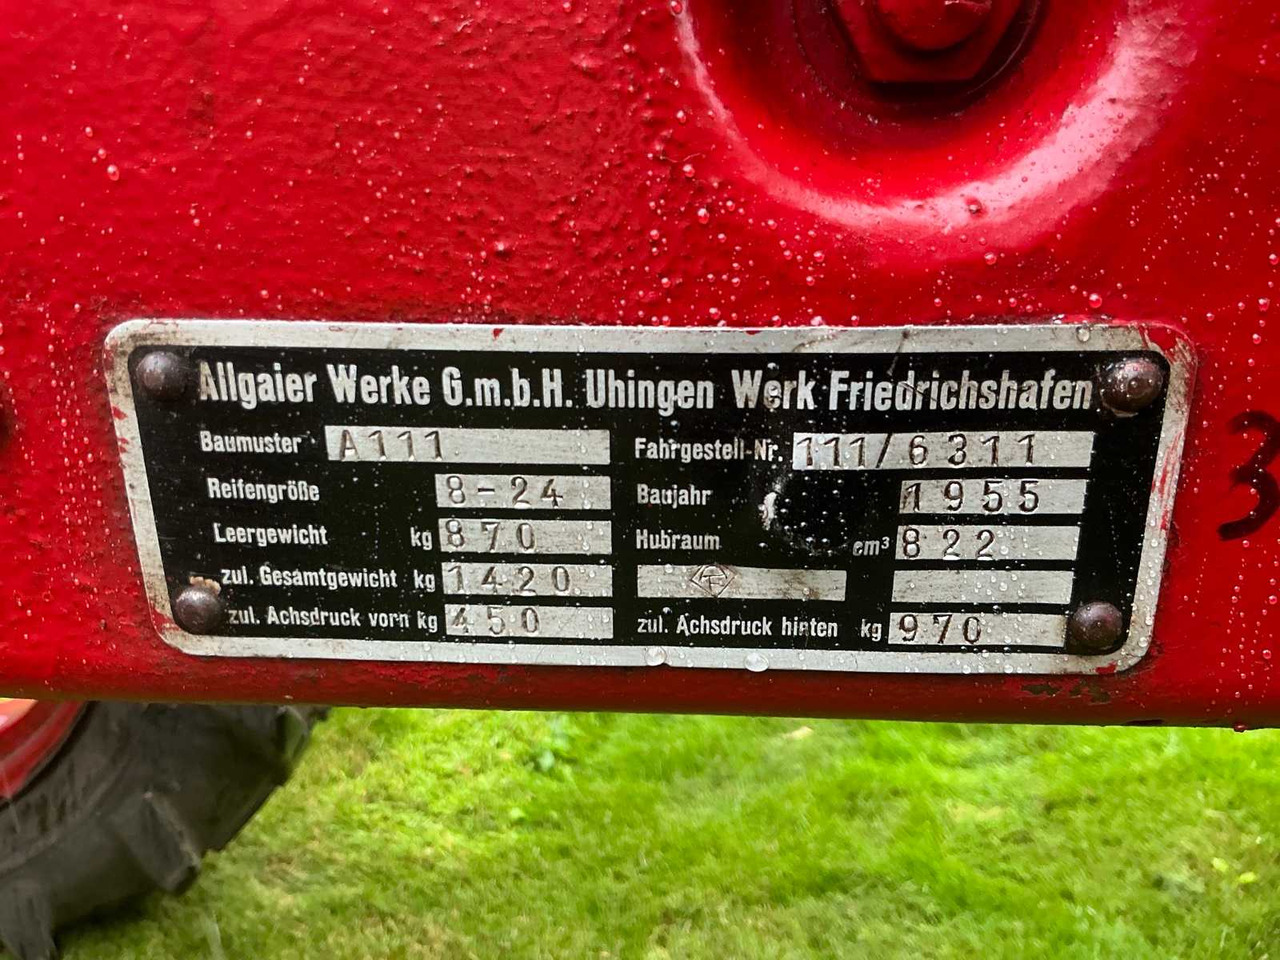 Allgaier Werke G.m.b.H. Uhingen Werk Friedrichshafen
Baumuster A111 Fahrgestell-Nr. 111/6311
Reifengröße 8-24 Baujahr 1955
Leergewicht kg 870 Hubraum cm³ 822
zul. Gesamtgewicht kg 1420
zul. Achsdruck vorn kg 450 zul. Achsdruck hinten kg 970
3